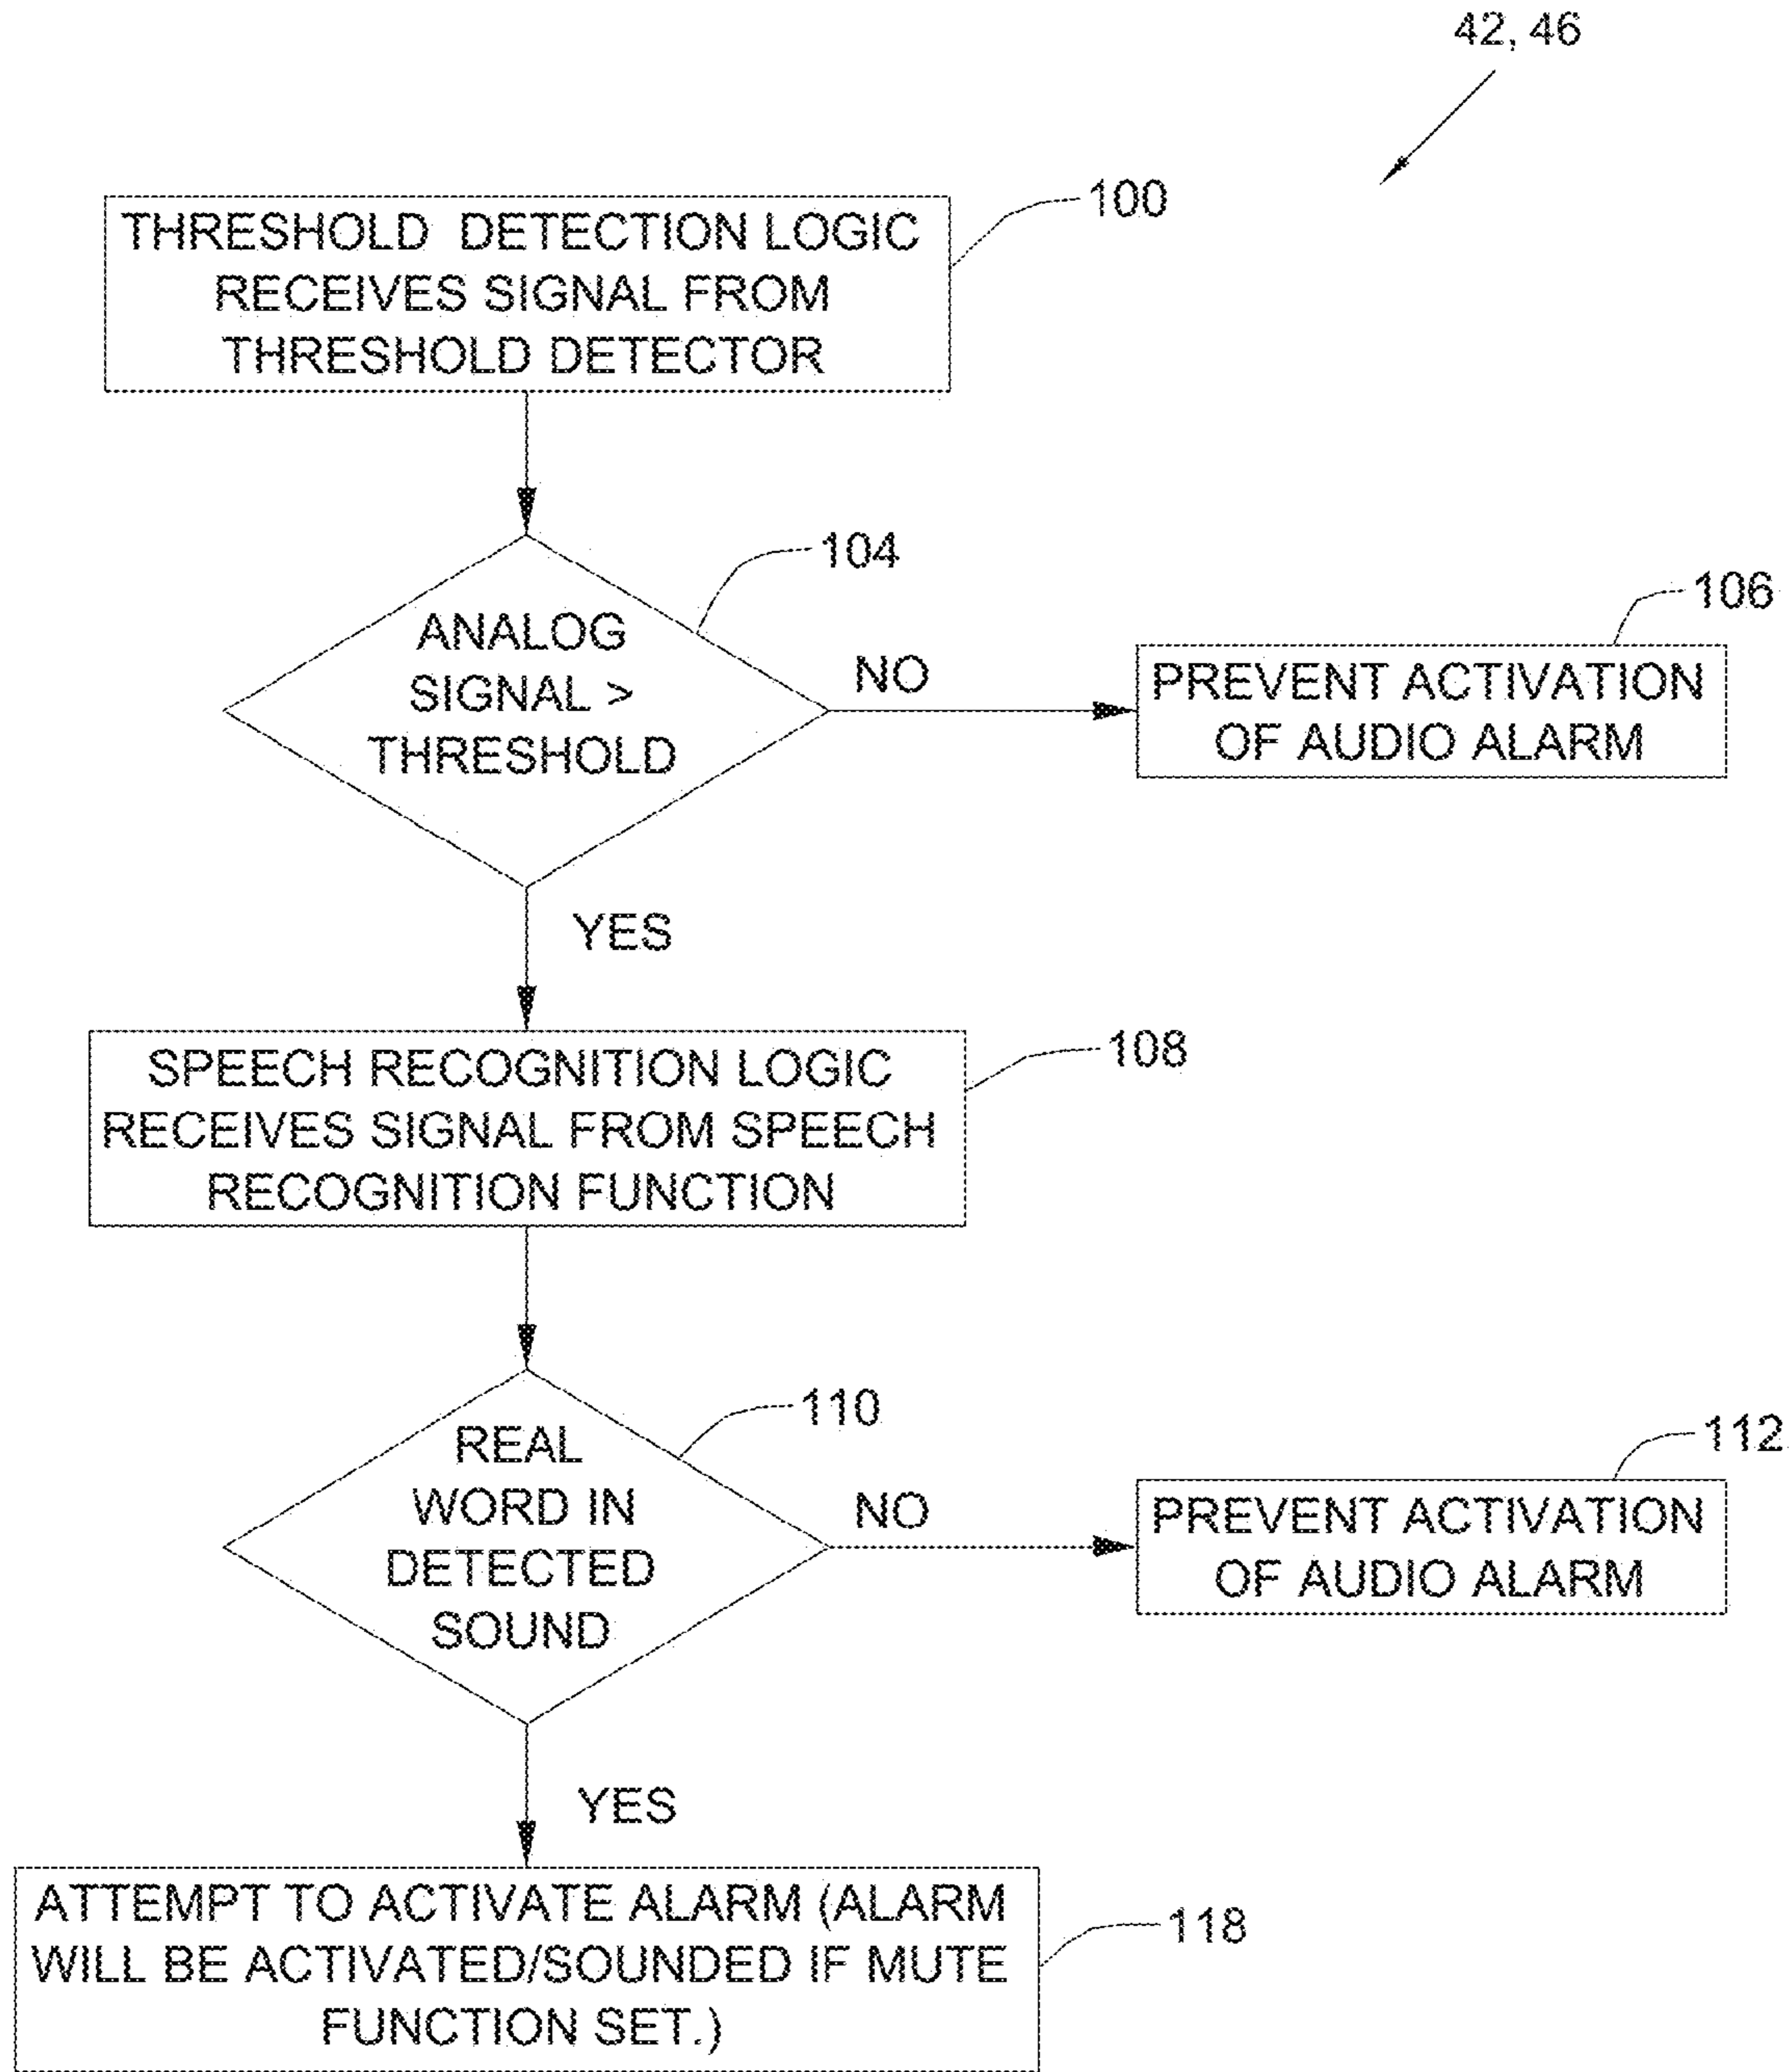 42, 46
100
THRESHOLD DETECTION LOGIC
RECEIVES SIGNAL FROM
THRESHOLD DETECTOR
104
ANALOG
SIGNAL >
THRESHOLD
NO
106
PREVENT ACTIVATION
OF AUDIO ALARM
YES
108
SPEECH RECOGNITION LOGIC
RECEIVES SIGNAL FROM SPEECH
RECOGNITION FUNCTION
110
REAL
WORD IN
DETECTED
SOUND
NO
112
PREVENT ACTIVATION
OF AUDIO ALARM
YES
118
ATTEMPT TO ACTIVATE ALARM (ALARM
WILL BE ACTIVATED/SOUNDED IF MUTE
FUNCTION SET.)